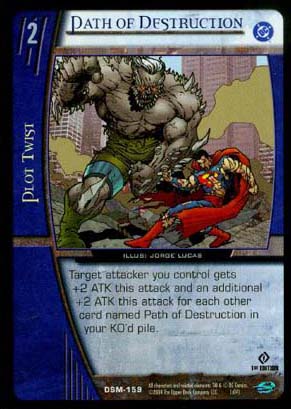 2
PATH OF DESTRUCTION
DC
PLOT TWIST
ILLUS: JORGE LUCAS
Target attacker you control gets
+2 ATK this attack and an additional
+2 ATK this attack for each other
card named Path of Destruction in
your KO'd pile.
1ST EDITION
DSM-159